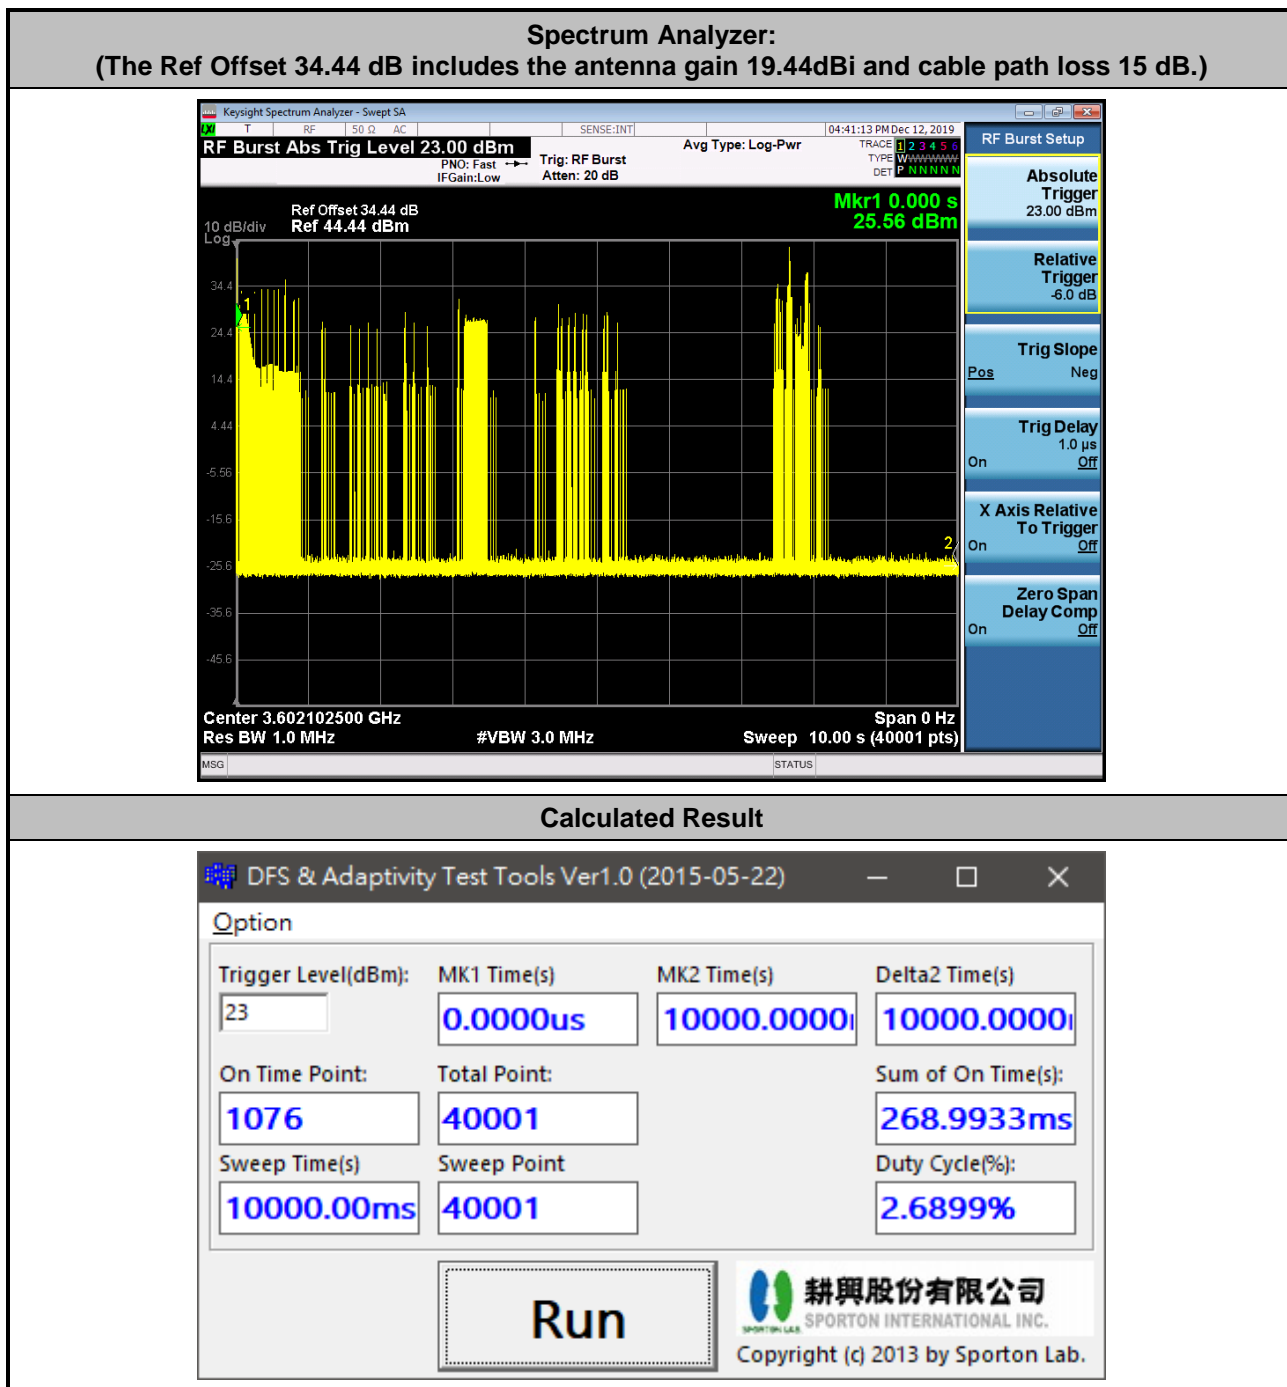 Spectrum Analyzer:
(The Ref Offset 34.44 dB includes the antenna gain 19.44dBi and cable path loss 15 dB.)
Keysight Spectrum Analyzer - Swept SA
LXI T RF 50 Ω AC SENSE:INT 04:41:13 PM Dec 12, 2019
RF Burst Abs Trig Level 23.00 dBm
PNO: Fast
IFGain:Low
Trig: RF Burst
Atten: 20 dB
Avg Type: Log-Pwr
TRACE 1 2 3 4 5 6
TYPE WWWWWW
DET P N N N N N
Ref Offset 34.44 dB
10 dB/div Ref 44.44 dBm
Log
Mkr1 0.000 s
25.56 dBm
34.4
24.4
14.4
4.44
-5.56
-15.6
-25.6
-35.6
-45.6
1
2
Center 3.602102500 GHz
Span 0 Hz
Res BW 1.0 MHz
#VBW 3.0 MHz
Sweep 10.00 s (40001 pts)
MSG
STATUS
RF Burst Setup
Absolute
Trigger
23.00 dBm
Relative
Trigger
-6.0 dB
Trig Slope
Pos Neg
Trig Delay
1.0 µs
On Off
X Axis Relative
To Trigger
On Off
Zero Span
Delay Comp
On Off
Calculated Result
DFS & Adaptivity Test Tools Ver1.0 (2015-05-22)
Option
Trigger Level(dBm): MK1 Time(s) MK2 Time(s) Delta2 Time(s)
23 0.0000us 10000.0000 10000.0000
On Time Point: Total Point: Sum of On Time(s):
1076 40001 268.9933ms
Sweep Time(s) Sweep Point Duty Cycle(%):
10000.00ms 40001 2.6899%
Run
耕興股份有限公司
SPORTON LAB.
SPORTON INTERNATIONAL INC.
Copyright (c) 2013 by Sporton Lab.